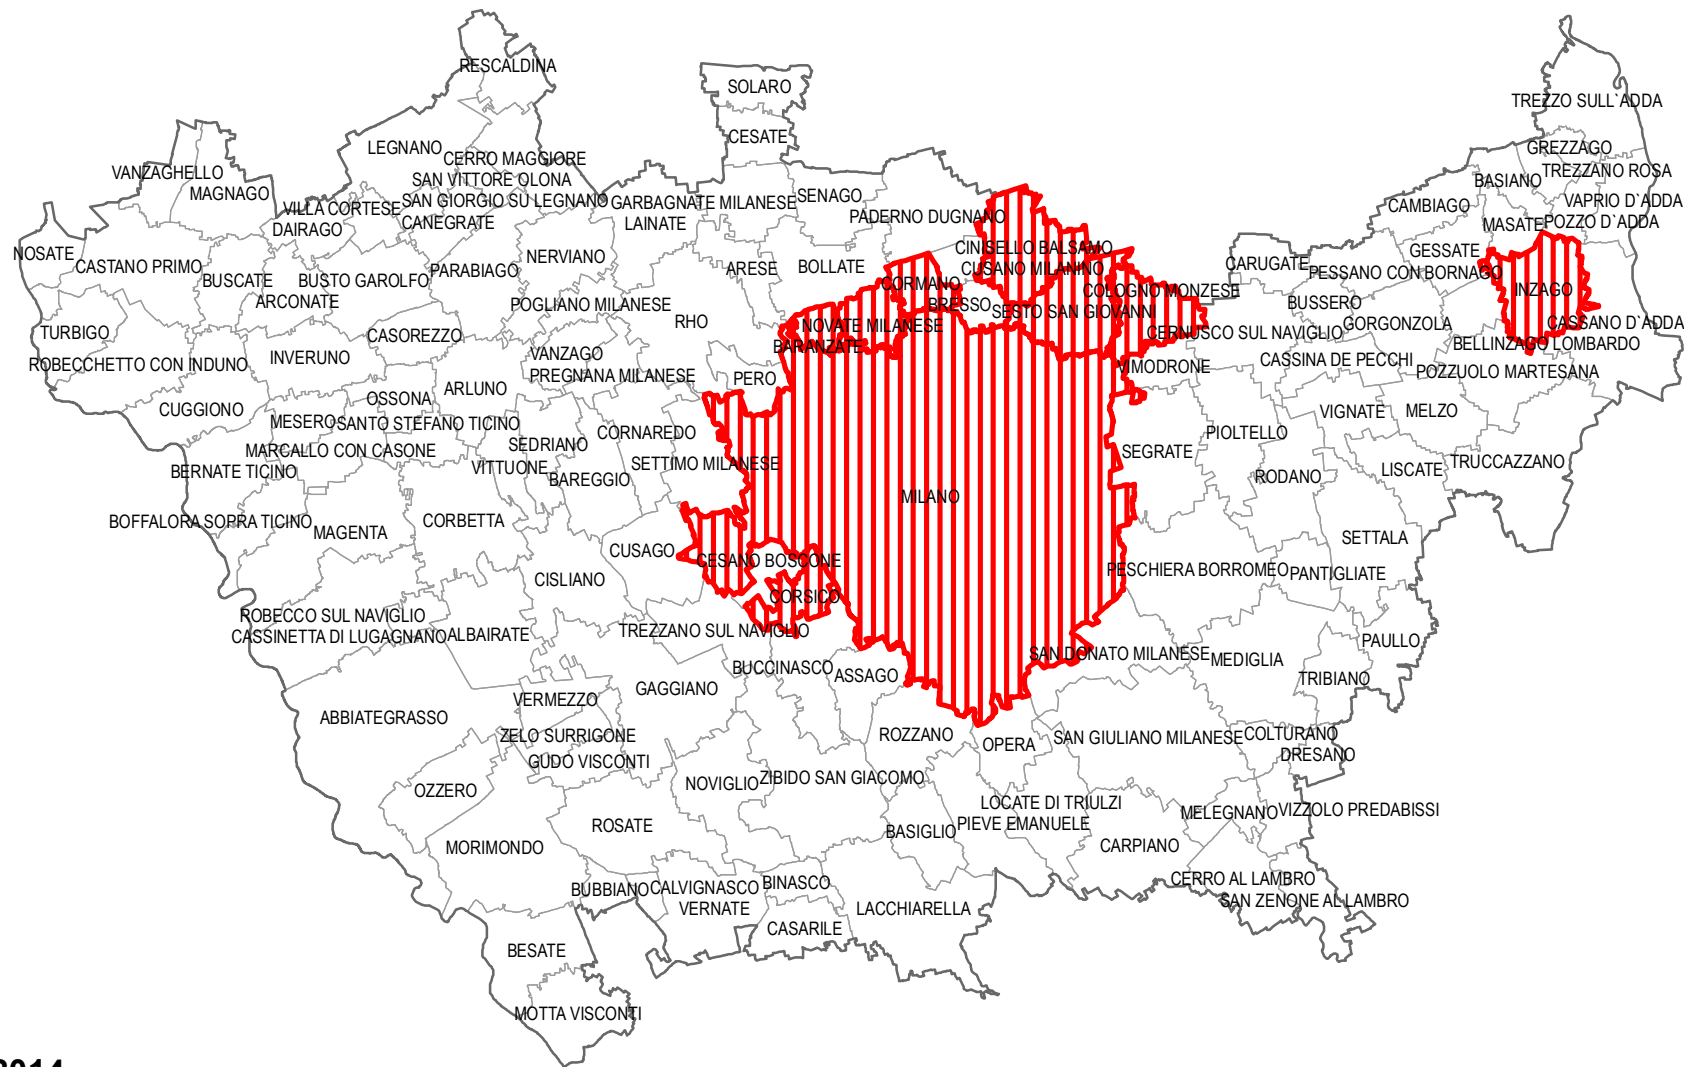 RESCALDINA
SOLARO
TREZZO SULL`ADDA
CESATE
LEGNANO
GREZZAGO
CERRO MAGGIORE
VANZAGHELLO
TREZZANO ROSA
SAN VITTORE OLONA
BASIANO
MAGNAGO
SENAGO
SAN GIORGIO SU LEGNANO
GARBAGNATE MILANESE
VAPRIO D`ADDA
CAMBIAGO
VILLA CORTESE
PADERNO DUGNANO
POZZO D`ADDA
CANEGRATE
LAINATE
MASATE
DAIRAGO
CINISELLO BALSAMO
GESSATE
NOSATE
NERVIANO
CARUGATE
CASTANO PRIMO
BOLLATE
ARESE
CUSANO MILANINO
PARABIAGO
PESSANO CON BORNAGO
BUSCATE
BUSTO GAROLFO
CORMANO
COLOGNO MONZESE
INZAGO
ARCONATE
POGLIANO MILANESE
BRESSO
BUSSERO
SESTO SAN GIOVANNI
RHO
NOVATE MILANESE
GORGONZOLA
CASSANO D`ADDA
TURBIGO
CASOREZZO
CERNUSCO SUL NAVIGLIO
BARANZATE
BELLINZAGO LOMBARDO
VANZAGO
INVERUNO
CASSINA DE PECCHI
ROBECCHETTO CON INDUNO
VIMODRONE
POZZUOLO MARTESANA
PREGNANA MILANESE
PERO
ARLUNO
OSSONA
CUGGIONO
VIGNATE
MELZO
MESERO
SANTO STEFANO TICINO
CORNAREDO
PIOLTELLO
SEDRIANO
MARCALLO CON CASONE
SEGRATE
SETTIMO MILANESE
TRUCCAZZANO
VITTUONE
BERNATE TICINO
LISCATE
BAREGGIO
RODANO
MILANO
BOFFALORA SOPRA TICINO
CORBETTA
MAGENTA
SETTALA
CUSAGO
CESANO BOSCONE
PESCHIERA BORROMEO
PANTIGLIATE
CISLIANO
CORSICO
ROBECCO SUL NAVIGLIO
TREZZANO SUL NAVIGLIO
CASSINETTA DI LUGAGNANO
ALBAIRATE
PAULLO
SAN DONATO MILANESE
MEDIGLIA
BUCCINASCO
ASSAGO
TRIBIANO
GAGGIANO
VERMEZZO
ABBIATEGRASSO
ZELO SURRIGONE
ROZZANO
COLTURANO
SAN GIULIANO MILANESE
OPERA
DRESANO
GUDO VISCONTI
ZIBIDO SAN GIACOMO
NOVIGLIO
OZZERO
LOCATE DI TRIULZI
VIZZOLO PREDABISSI
MELEGNANO
PIEVE EMANUELE
ROSATE
BASIGLIO
CARPIANO
MORIMONDO
CERRO AL LAMBRO
BINASCO
BUBBIANO
CALVIGNASCO
SAN ZENONE AL LAMBRO
VERNATE
LACCHIARELLA
CASARILE
BESATE
MOTTA VISCONTI